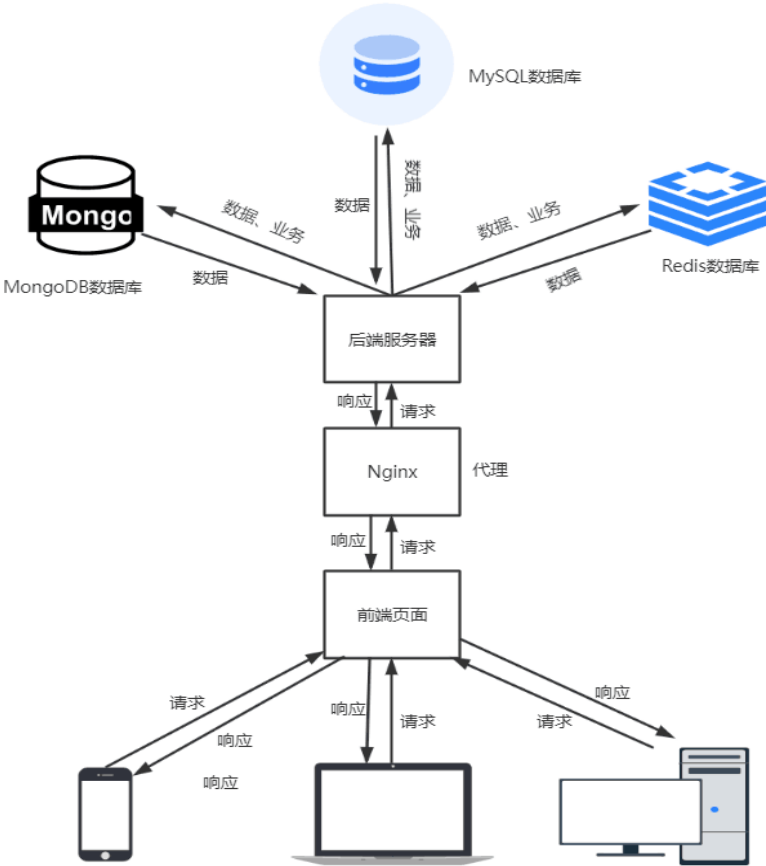 MySQL数据库
数据
数据、业务
Mongo
MongoDB数据库
数据、业务
数据
数据、业务
数据
Redis数据库
后端服务器
响应
请求
Nginx
代理
响应
请求
前端页面
请求
响应
响应
响应
请求
响应
请求